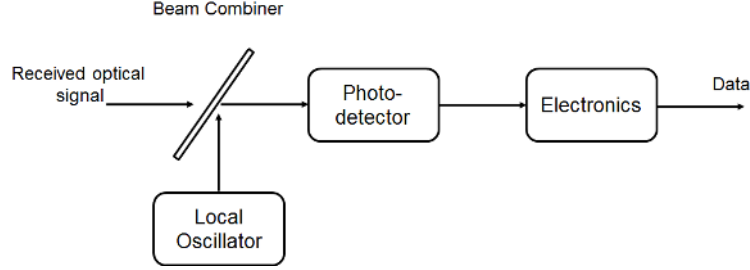 Beam Combiner
Received optical
signal
Photo-
detector
Electronics
Data
Local
Oscillator